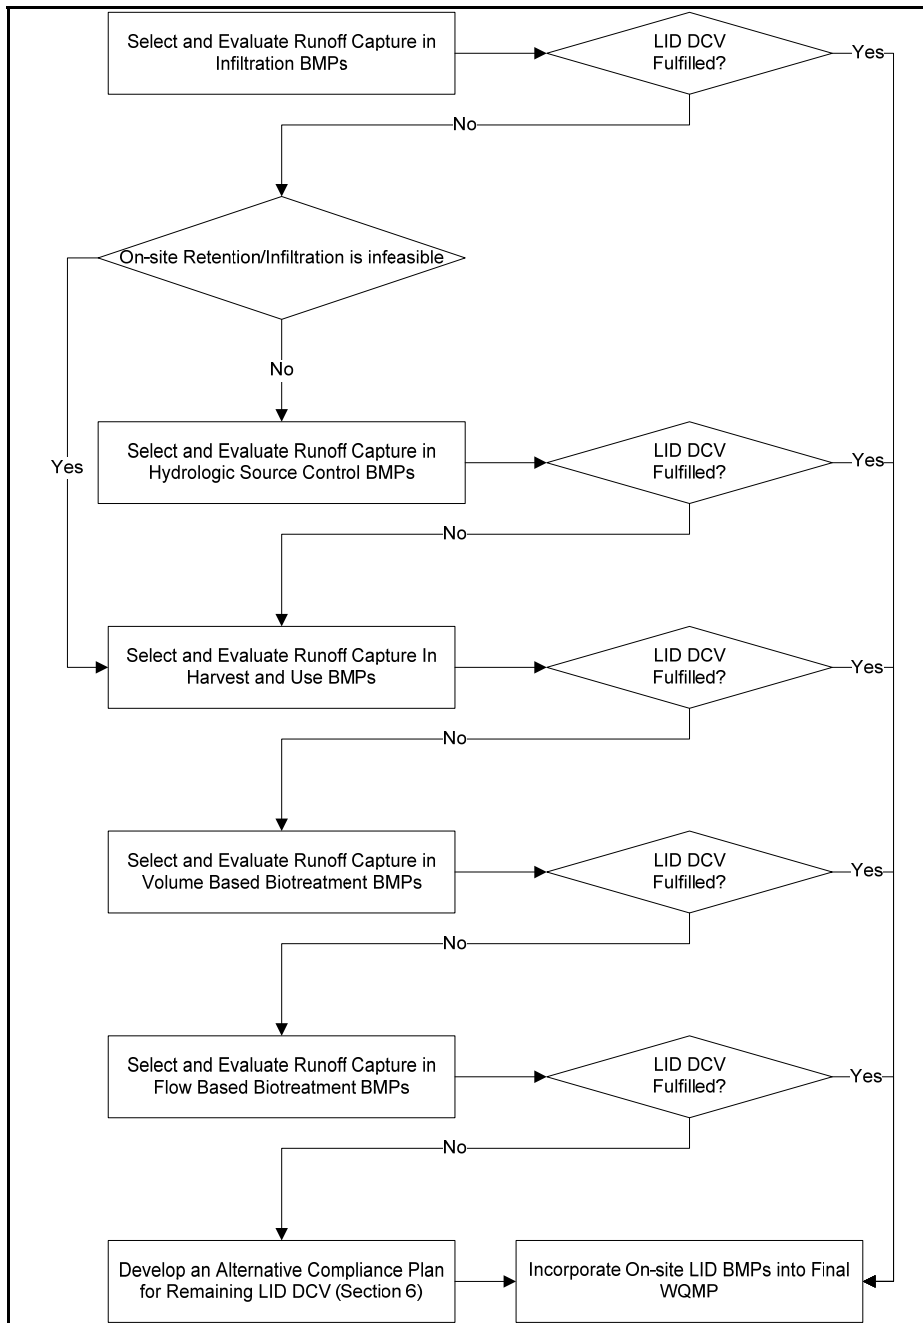 Select and Evaluate Runoff Capture in
Infiltration BMPs
LID DCV
Fulfilled?
Yes
No
On-site Retention/Infiltration is infeasible
No
Yes
Select and Evaluate Runoff Capture in
Hydrologic Source Control BMPs
LID DCV
Fulfilled?
Yes
No
Select and Evaluate Runoff Capture In
Harvest and Use BMPs
LID DCV
Fulfilled?
Yes
No
Select and Evaluate Runoff Capture in
Volume Based Biotreatment BMPs
LID DCV
Fulfilled?
Yes
No
Select and Evaluate Runoff Capture in
Flow Based Biotreatment BMPs
LID DCV
Fulfilled?
Yes
No
Develop an Alternative Compliance Plan
for Remaining LID DCV (Section 6)
Incorporate On-site LID BMPs into Final
WQMP